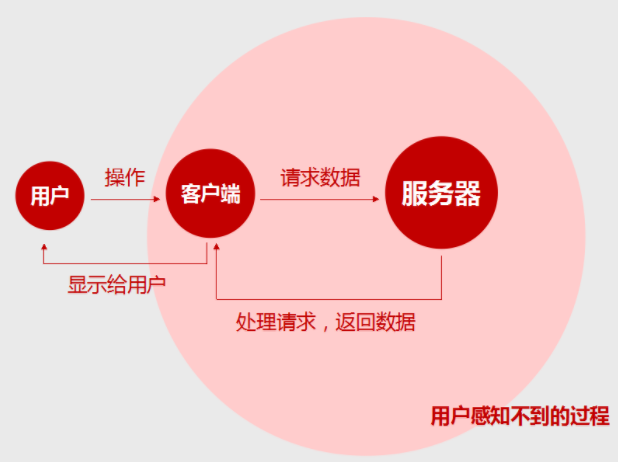 操作
请求数据
用户
客户端
服务器
显示给用户
处理请求，返回数据
用户感知不到的过程